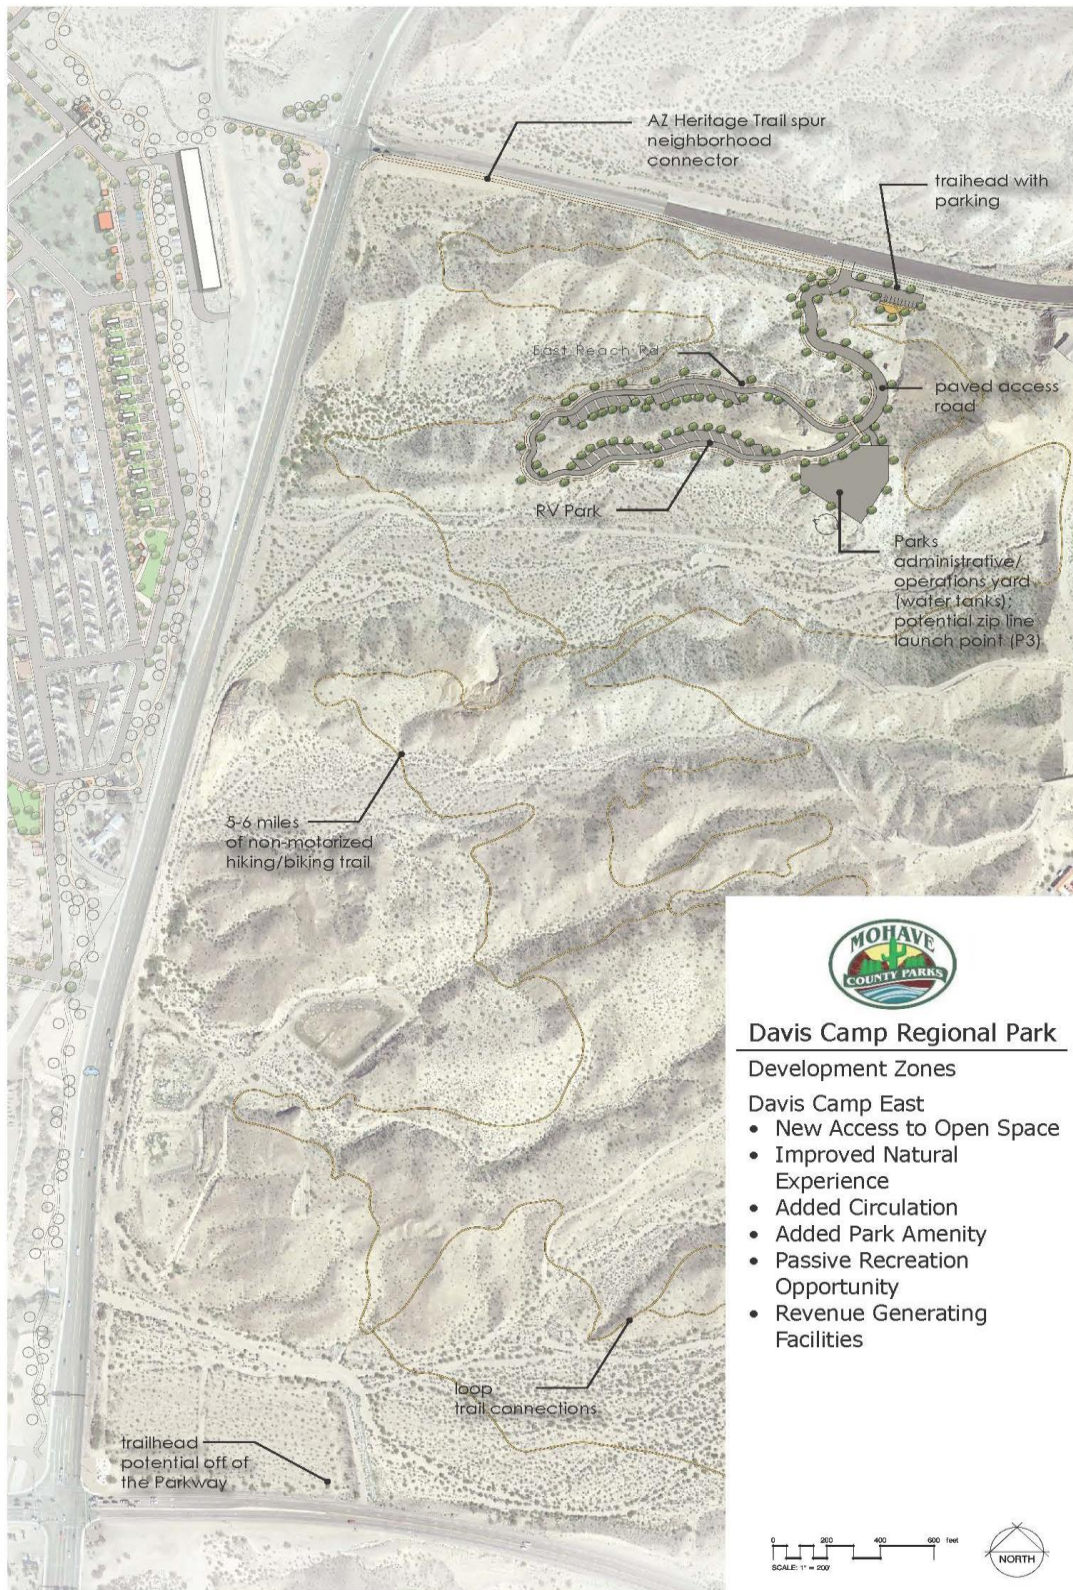 AZ Heritage Trail spur
neighborhood
connector
traihead with
parking
East Reach Rd
paved access
road
RV Park
Parks
administrative/
operations yard
(water tanks);
potential zip line
launch point (P3)
5-6 miles
of non-motorized
hiking/biking trail
MOHAVE
COUNTY PARKS
Davis Camp Regional Park
Development Zones
Davis Camp East
• New Access to Open Space
• Improved Natural
Experience
• Added Circulation
• Added Park Amenity
• Passive Recreation
Opportunity
• Revenue Generating
Facilities
loop
trail connections
trailhead
potential off of
the Parkway
0 200 400 600 feet
SCALE: 1" = 200'
NORTH